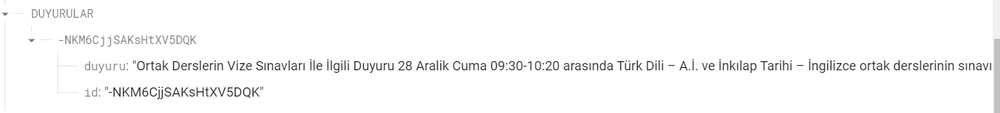 DUYURULAR
-NKM6CjjSAKsHtXV5DQK
duyuru: "Ortak Derslerin Vize Sınavları İle İlgili Duyuru 28 Aralik Cuma 09:30-10:20 arasında Türk Dili – A.İ. ve İnkılap Tarihi – İngilizce ortak derslerinin sınavı
id: "-NKM6CjjSAKsHtXV5DQK"